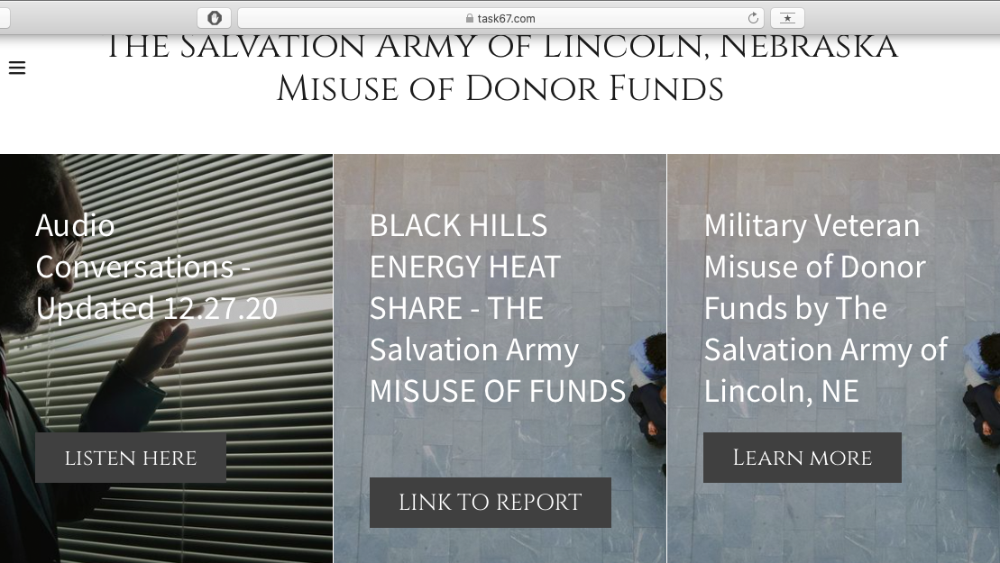 task67.com
The Salvation Army of Lincoln, Nebraska
Misuse of Donor Funds
Audio
Conversations -
Updated 12.27.20
LISTEN HERE
BLACK HILLS
ENERGY HEAT
SHARE - THE
Salvation Army
MISUSE OF FUNDS
LINK TO REPORT
Military Veteran
Misuse of Donor
Funds by The
Salvation Army of
Lincoln, NE
Learn more